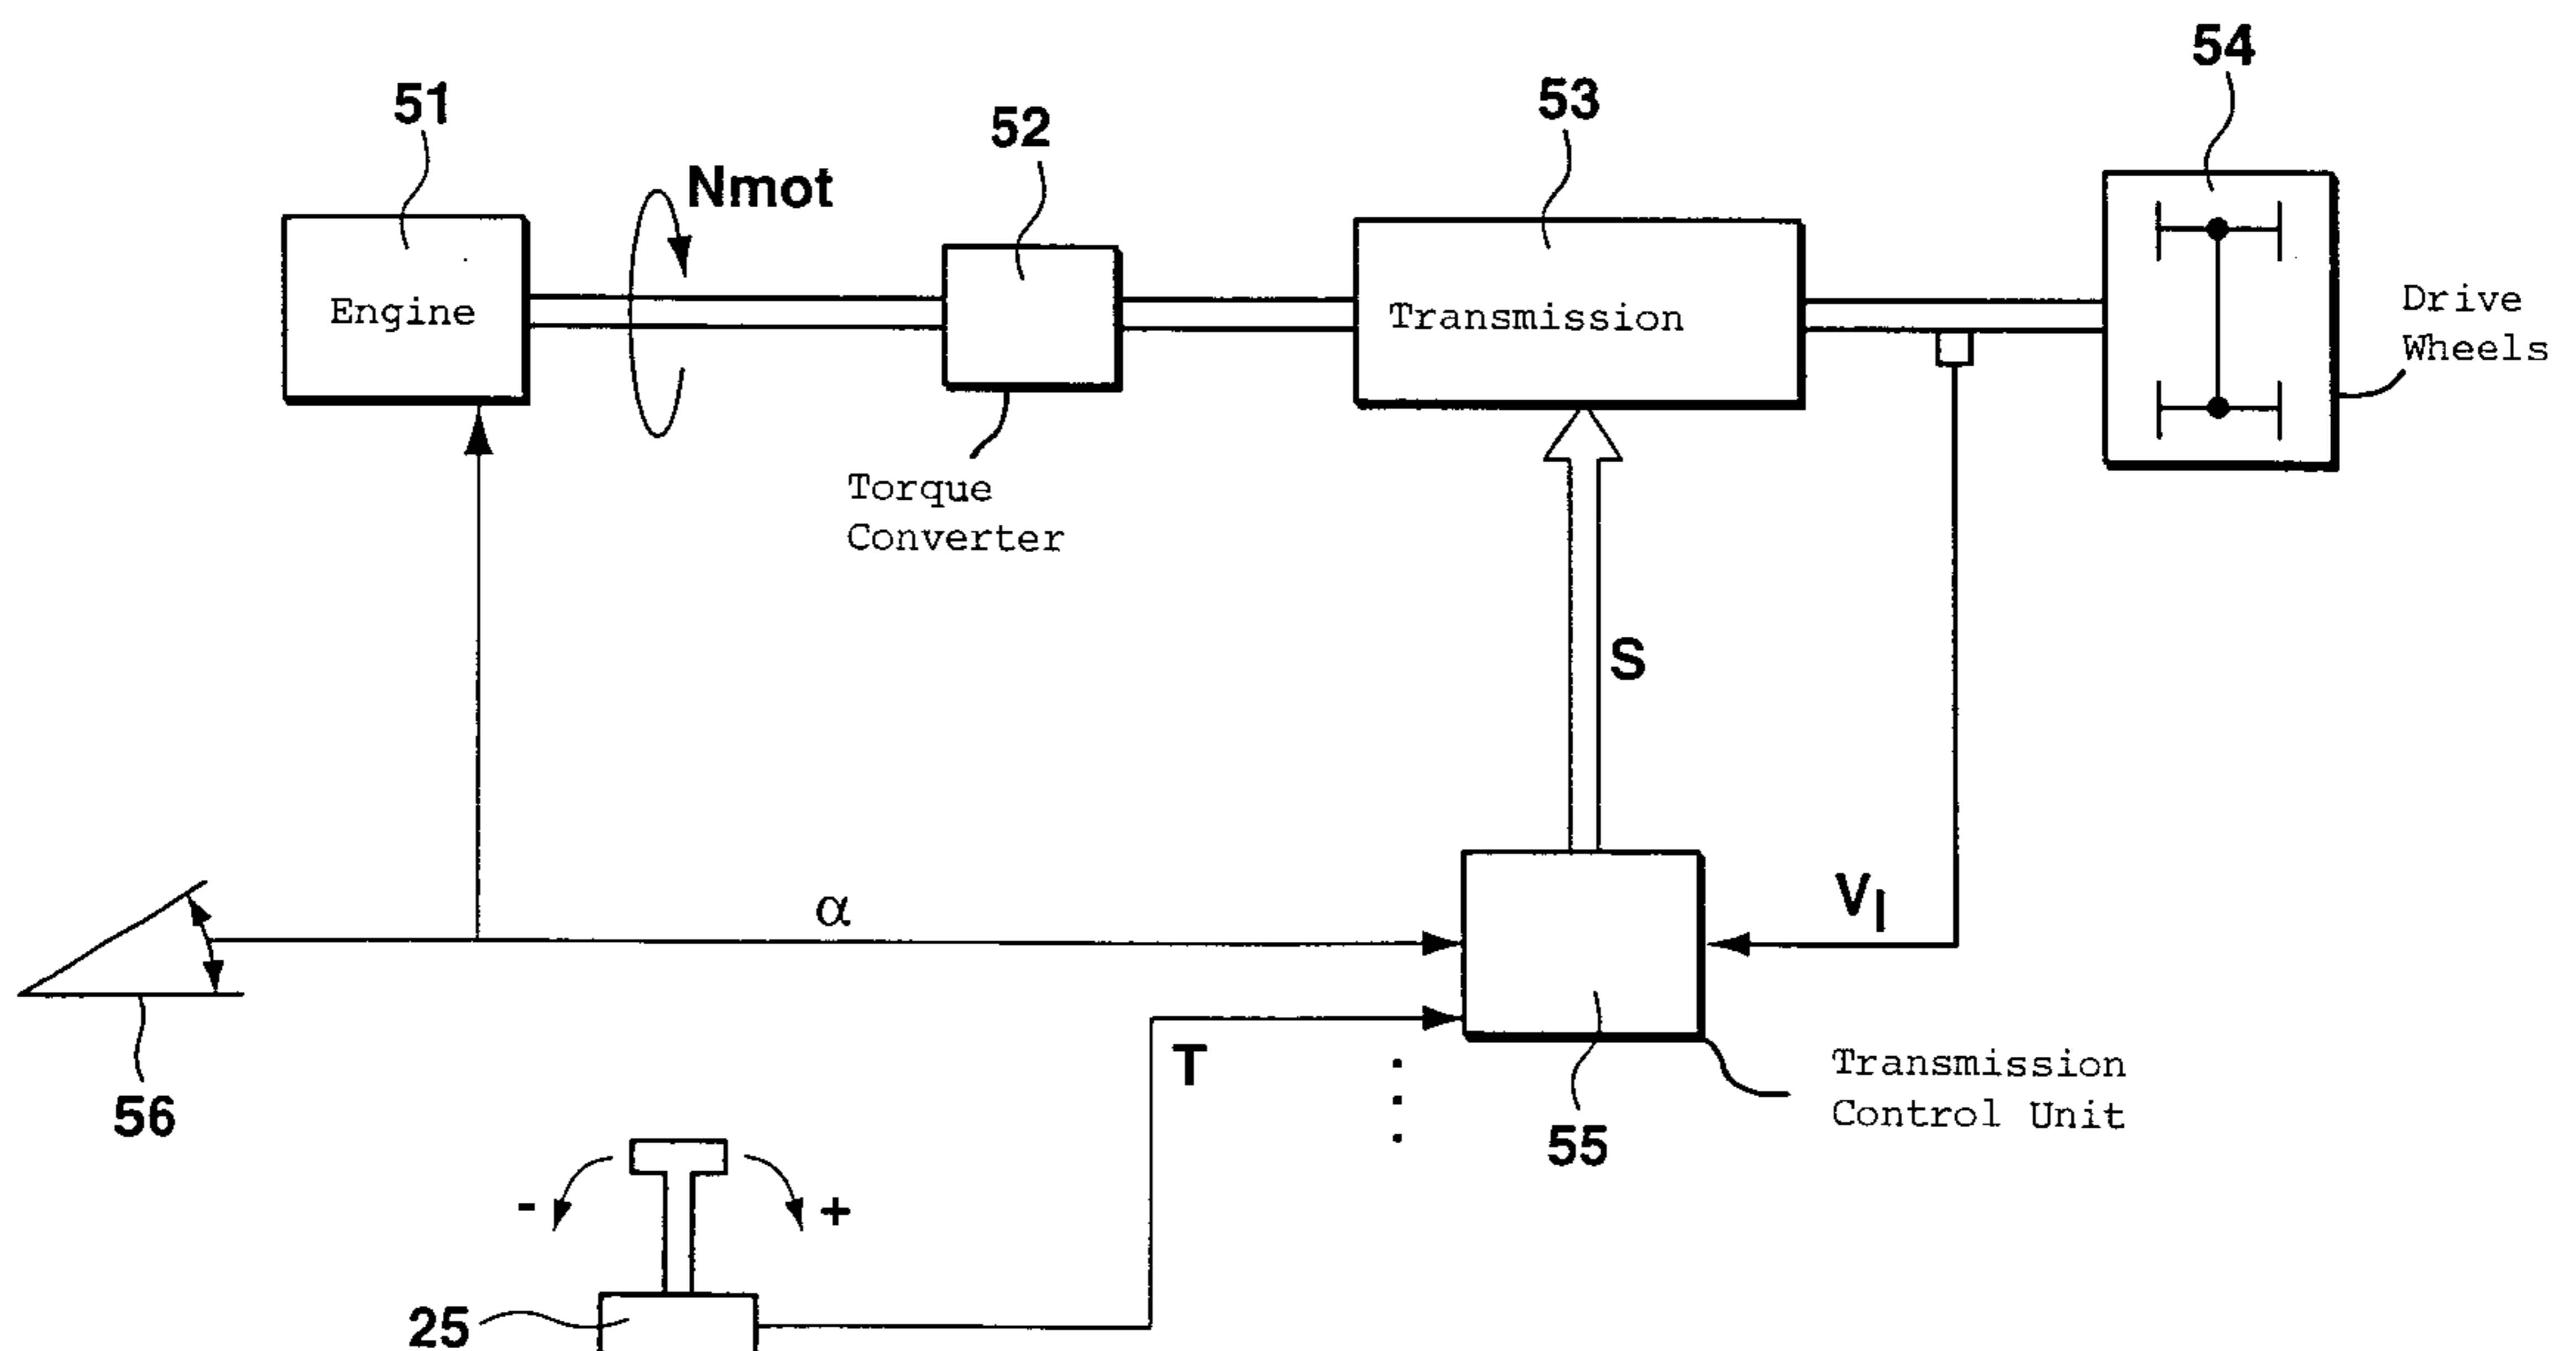 54
51
53
52
Nmot
Engine
Transmission
Drive
Wheels
Torque
Converter
S
α
VI
T
Transmission
Control Unit
56
55
- +
25